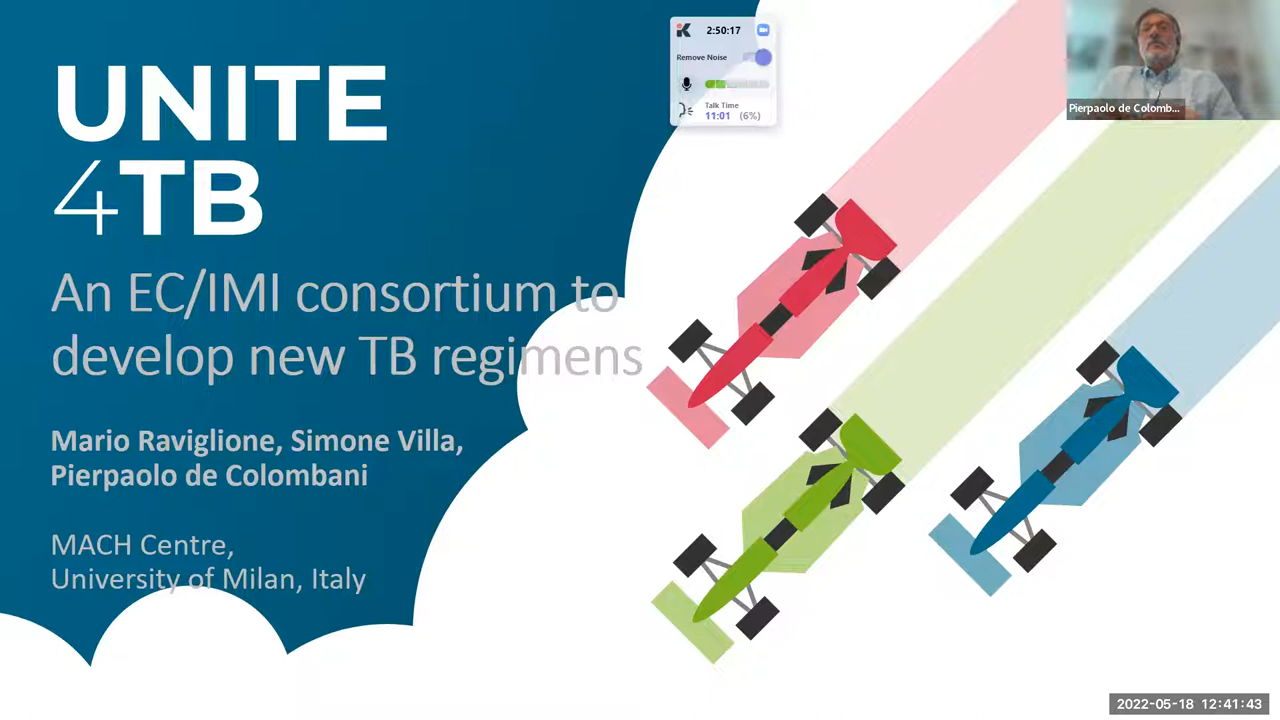 UNITE
4TB
An EC/IMI consortium to
develop new TB regimens
Mario Raviglione, Simone Villa,
Pierpaolo de Colombani
MACH Centre,
University of Milan, Italy
2:50:17
Remove Noise
Talk Time
11:01 (6%)
Pierpaolo de Colomb...
2022-05-18 12:41:43